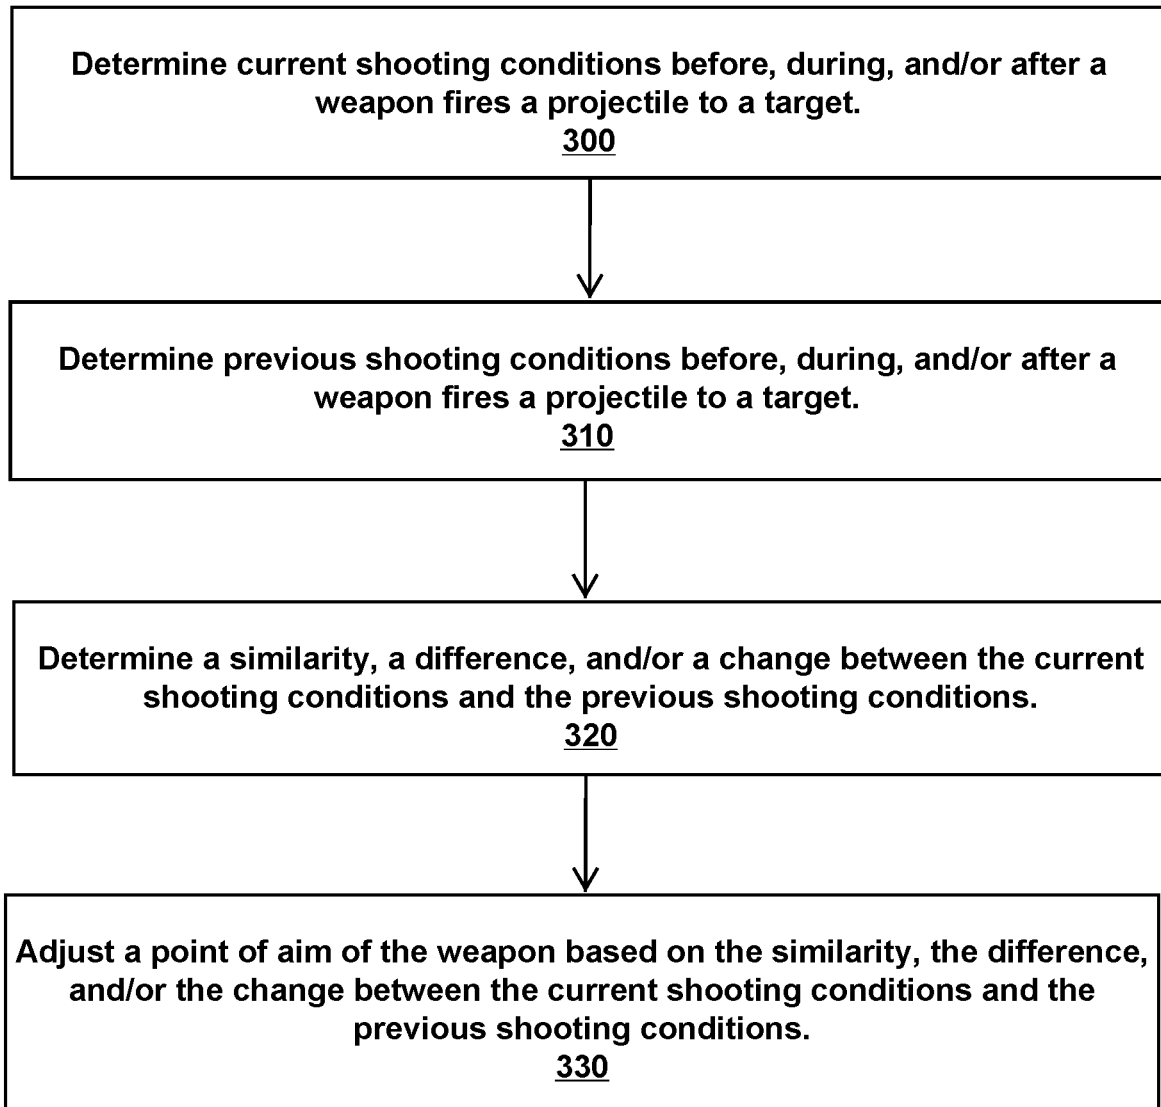 Determine current shooting conditions before, during, and/or after a
weapon fires a projectile to a target.
300
Determine previous shooting conditions before, during, and/or after a
weapon fires a projectile to a target.
310
Determine a similarity, a difference, and/or a change between the current
shooting conditions and the previous shooting conditions.
320
Adjust a point of aim of the weapon based on the similarity, the difference,
and/or the change between the current shooting conditions and the
previous shooting conditions.
330